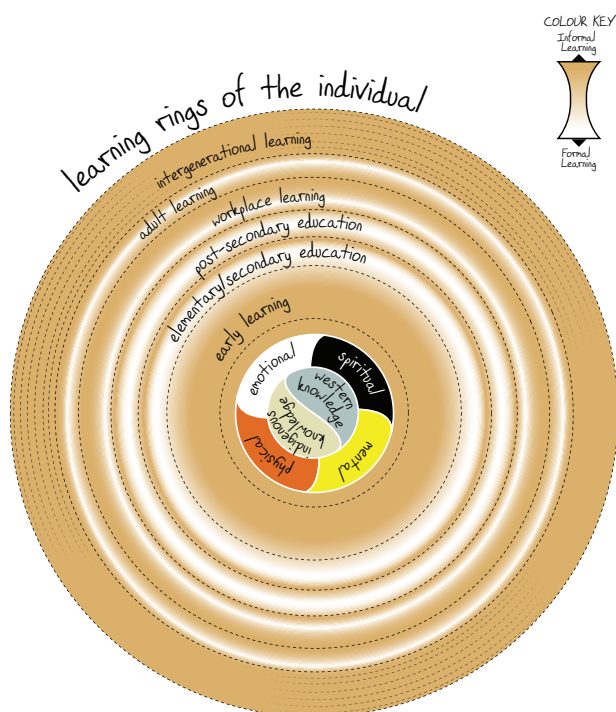 COLOUR KEY
Informal
Learning
Formal
Learning
learning rings of the individual
intergenerational learning
adult learning
workplace learning
post-secondary education
elementary/secondary education
early learning
emotional
spiritual
western
knowledge
indigenous
knowledge
physical
mental